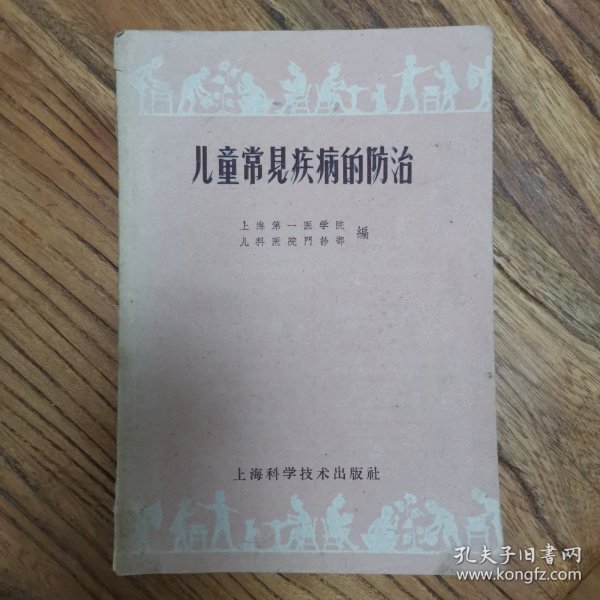 儿童常見疾病的防治
上海第一医学院
儿科医院門診部
編
上海科学技术出版社
孔夫子旧書网
www.kongfz.com